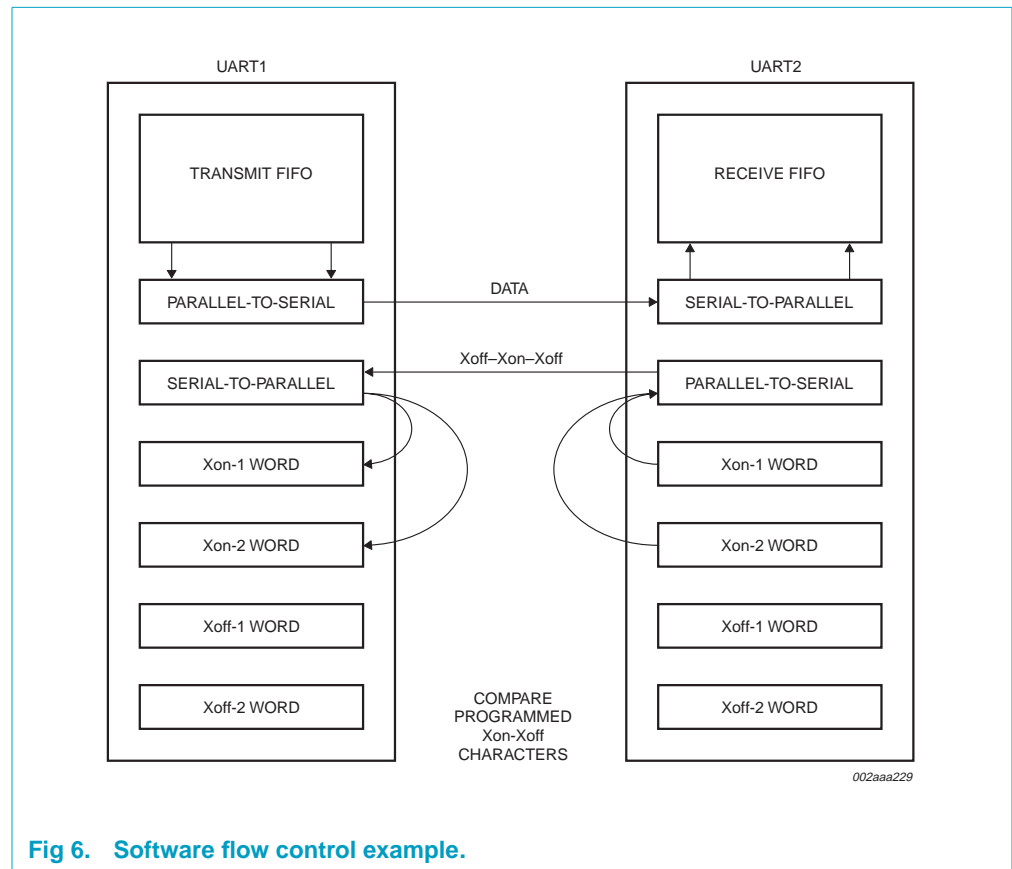 UART1
UART2
TRANSMIT FIFO
RECEIVE FIFO
PARALLEL-TO-SERIAL
DATA
SERIAL-TO-PARALLEL
SERIAL-TO-PARALLEL
Xoff–Xon–Xoff
PARALLEL-TO-SERIAL
Xon-1 WORD
Xon-1 WORD
Xon-2 WORD
Xon-2 WORD
Xoff-1 WORD
Xoff-1 WORD
Xoff-2 WORD
Xoff-2 WORD
COMPARE
PROGRAMMED
Xon-Xoff
CHARACTERS
002aaa229
Fig 6. Software flow control example.